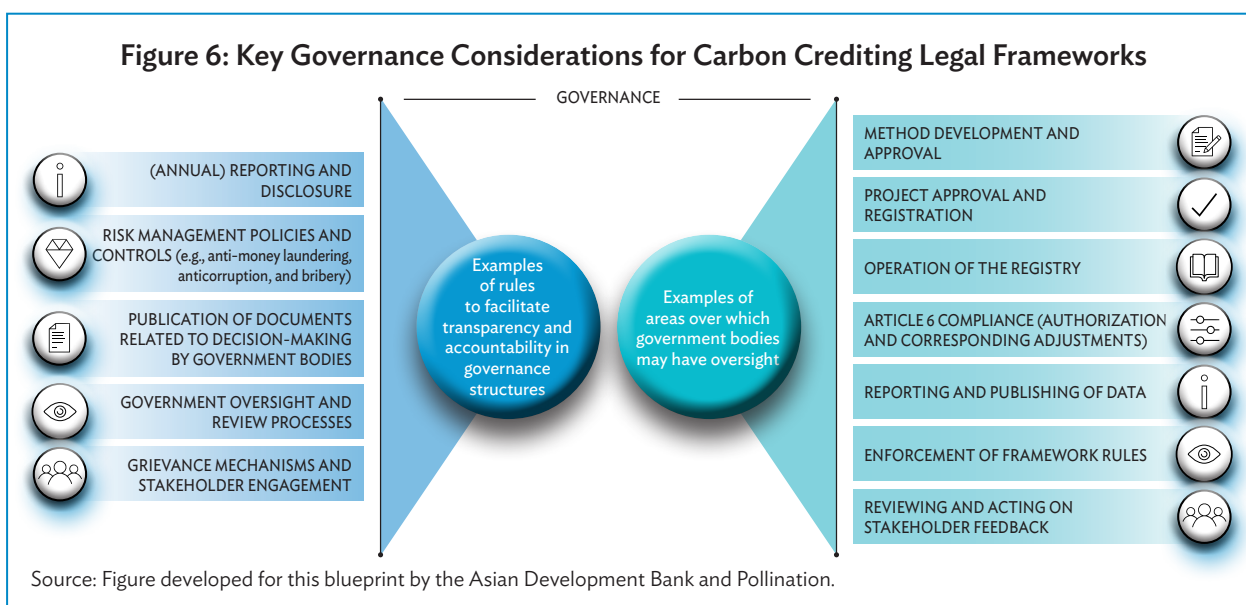 Figure 6: Key Governance Considerations for Carbon Crediting Legal Frameworks
GOVERNANCE
(ANNUAL) REPORTING AND
DISCLOSURE
RISK MANAGEMENT POLICIES AND
CONTROLS (e.g., anti-money laundering,
anticorruption, and bribery)
PUBLICATION OF DOCUMENTS
RELATED TO DECISION-MAKING
BY GOVERNMENT BODIES
GOVERNMENT OVERSIGHT AND
REVIEW PROCESSES
GRIEVANCE MECHANISMS AND
STAKEHOLDER ENGAGEMENT
Examples
of rules
to facilitate
transparency and
accountability in
governance
structures
Examples of
areas over which
government bodies
may have oversight
METHOD DEVELOPMENT AND
APPROVAL
PROJECT APPROVAL AND
REGISTRATION
OPERATION OF THE REGISTRY
ARTICLE 6 COMPLIANCE (AUTHORIZATION
AND CORRESPONDING ADJUSTMENTS)
REPORTING AND PUBLISHING OF DATA
ENFORCEMENT OF FRAMEWORK RULES
REVIEWING AND ACTING ON
STAKEHOLDER FEEDBACK
Source: Figure developed for this blueprint by the Asian Development Bank and Pollination.